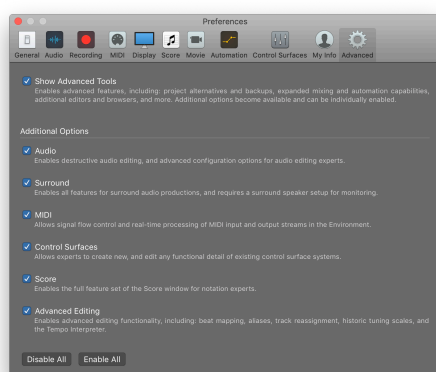 Preferences
General Audio Recording MIDI Display Score Movie Automation Control Surfaces My Info Advanced
Show Advanced Tools
Enables advanced features, including: project alternatives and backups, expanded mixing and automation capabilities,
additional editors and browsers, and more. Additional options become available and can be individually enabled.
Additional Options
Audio
Enables destructive audio editing, and advanced configuration options for audio editing experts.
Surround
Enables all features for surround audio productions, and requires a surround speaker setup for monitoring.
MIDI
Allows signal flow control and real-time processing of MIDI input and output streams in the Environment.
Control Surfaces
Allows experts to create new, and edit any functional detail of existing control surface systems.
Score
Enables the full feature set of the Score window for notation experts.
Advanced Editing
Enables advanced editing functionality, including: beat mapping, aliases, track reassignment, historic tuning scales, and
the Tempo Interpreter.
Disable All Enable All